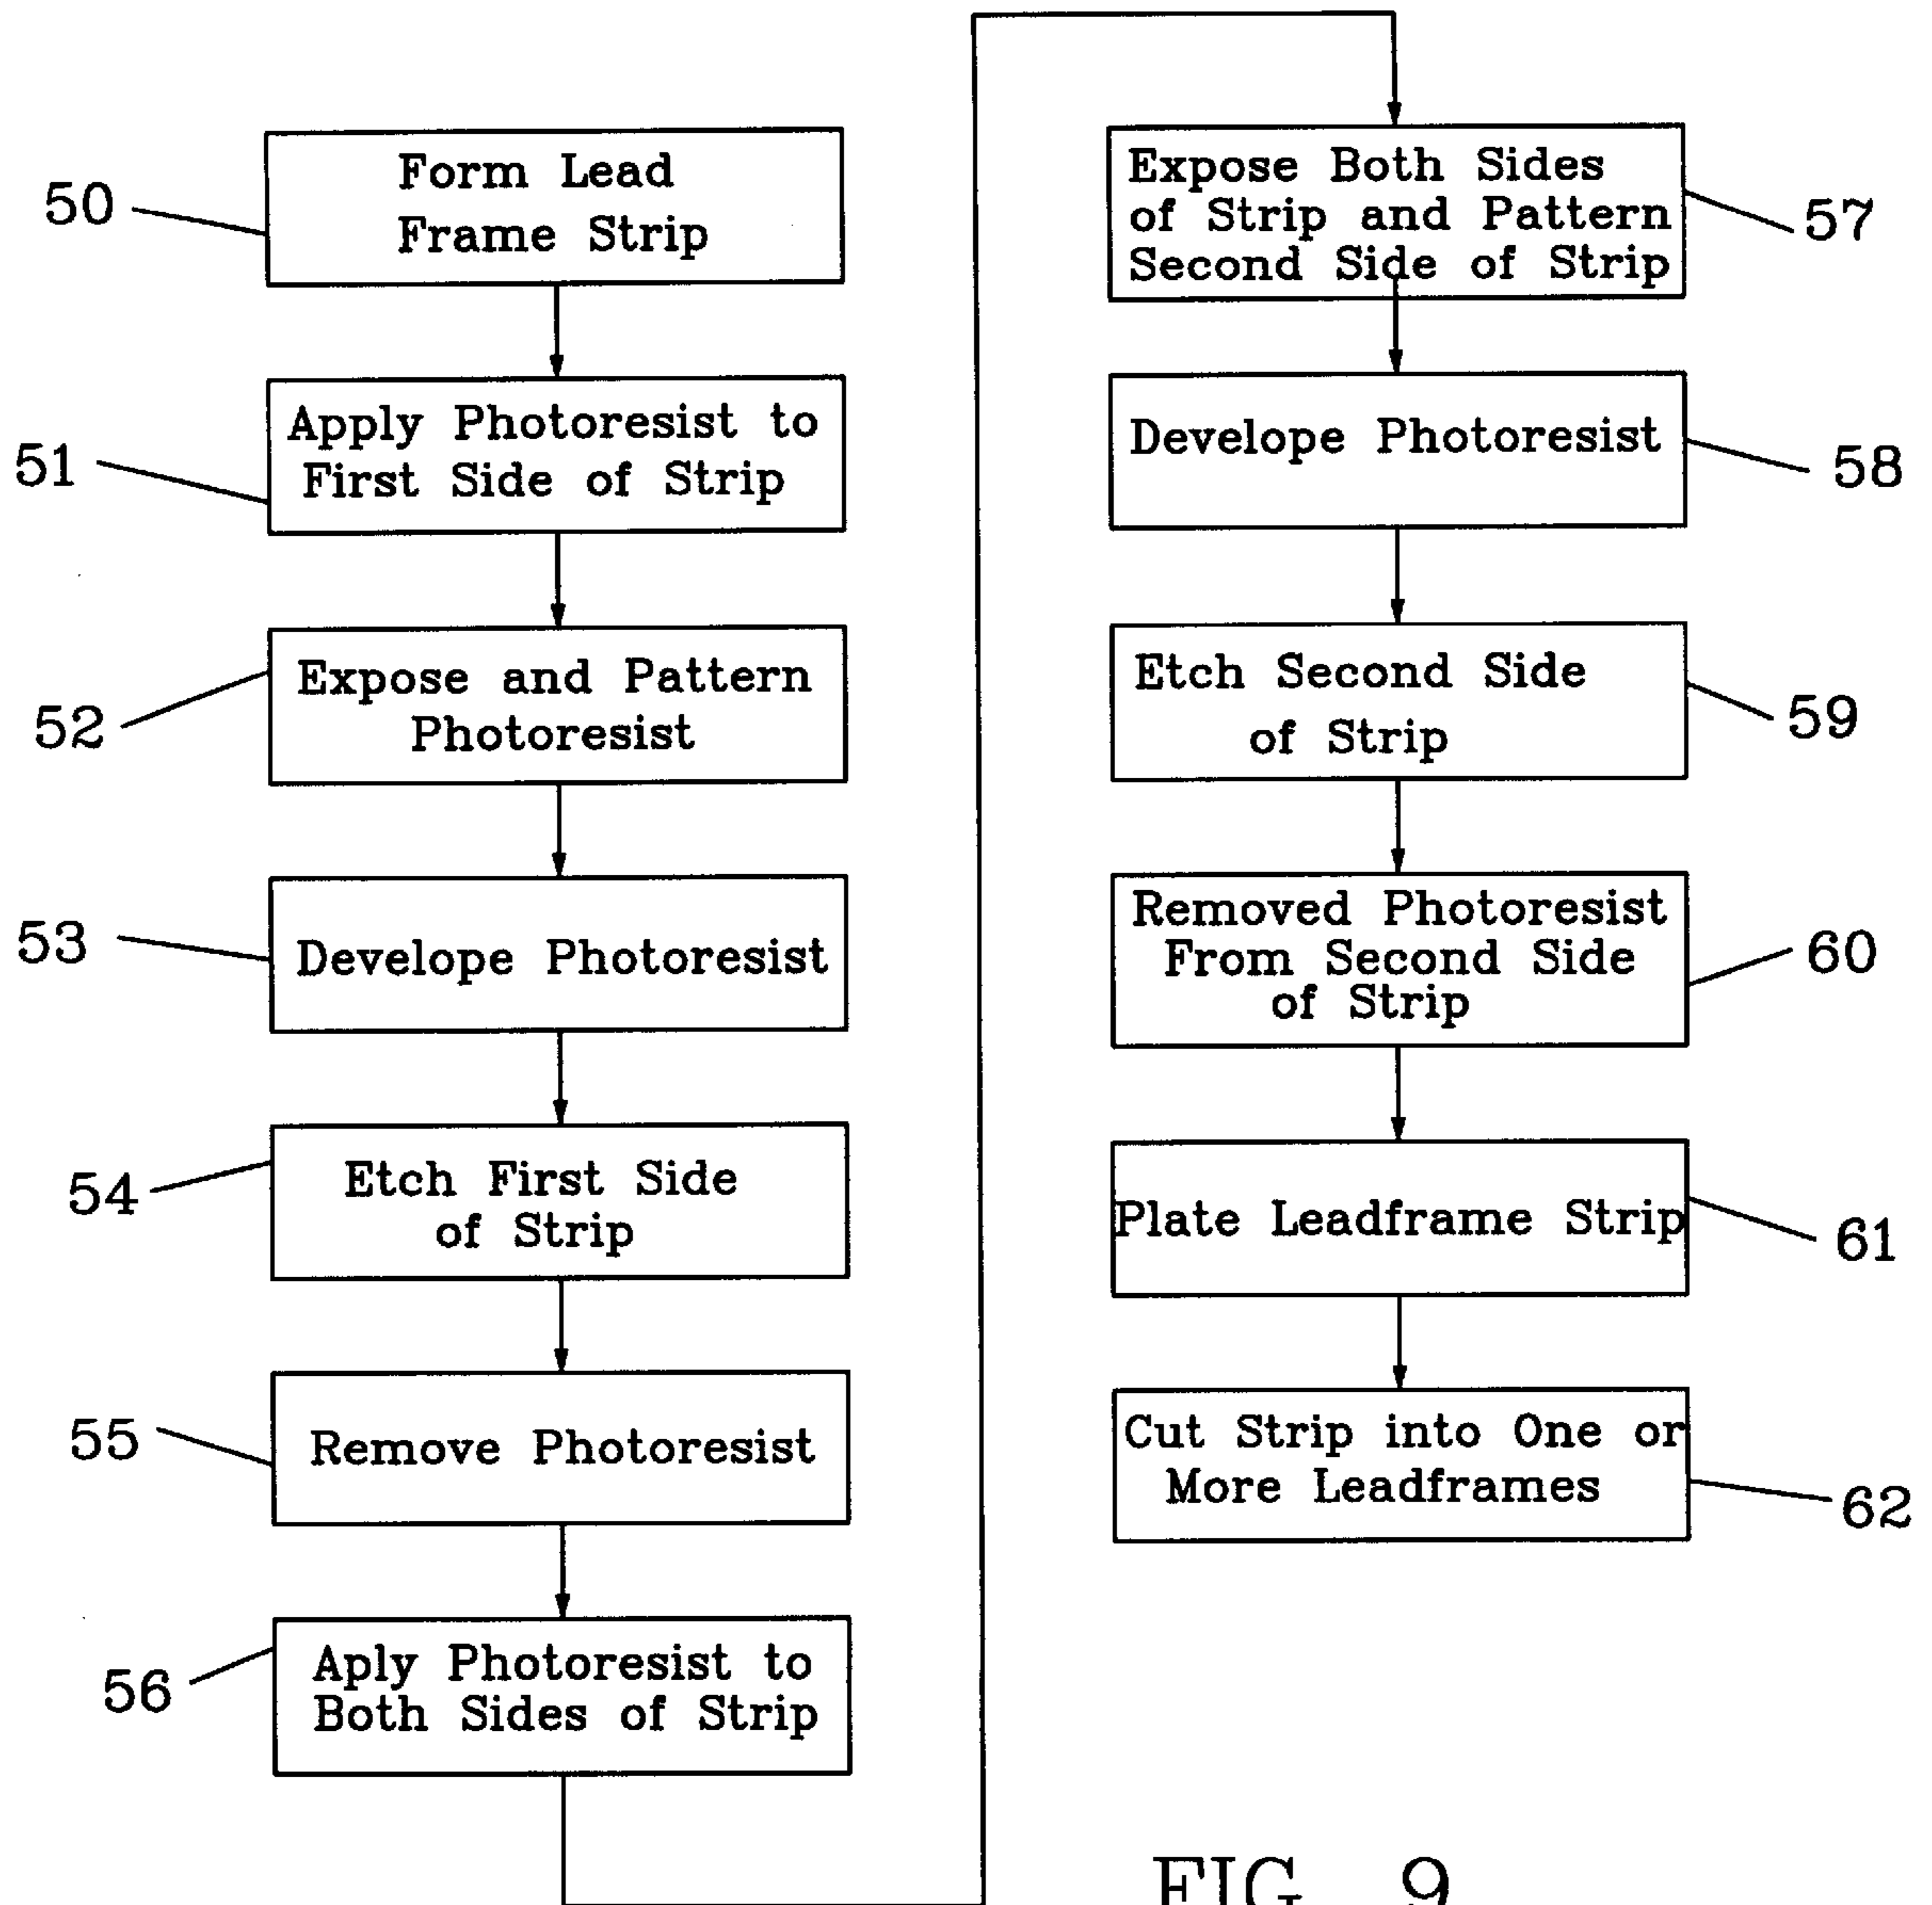 50
Form Lead
Frame Strip
51
Apply Photoresist to
First Side of Strip
52
Expose and Pattern
Photoresist
53
Develope Photoresist
54
Etch First Side
of Strip
55
Remove Photoresist
56
Aply Photoresist to
Both Sides of Strip
Expose Both Sides
of Strip and Pattern
Second Side of Strip
57
Develope Photoresist
58
Etch Second Side
of Strip
59
Removed Photoresist
From Second Side
of Strip
60
Plate Leadframe Strip
61
Cut Strip into One or
More Leadframes
62
FIG. 9